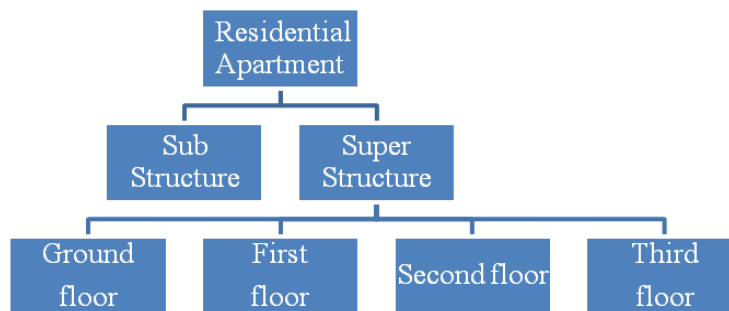 Residential
Apartment
Sub
Structure
Super
Structure
Ground
floor
First
floor
Second floor
Third
floor